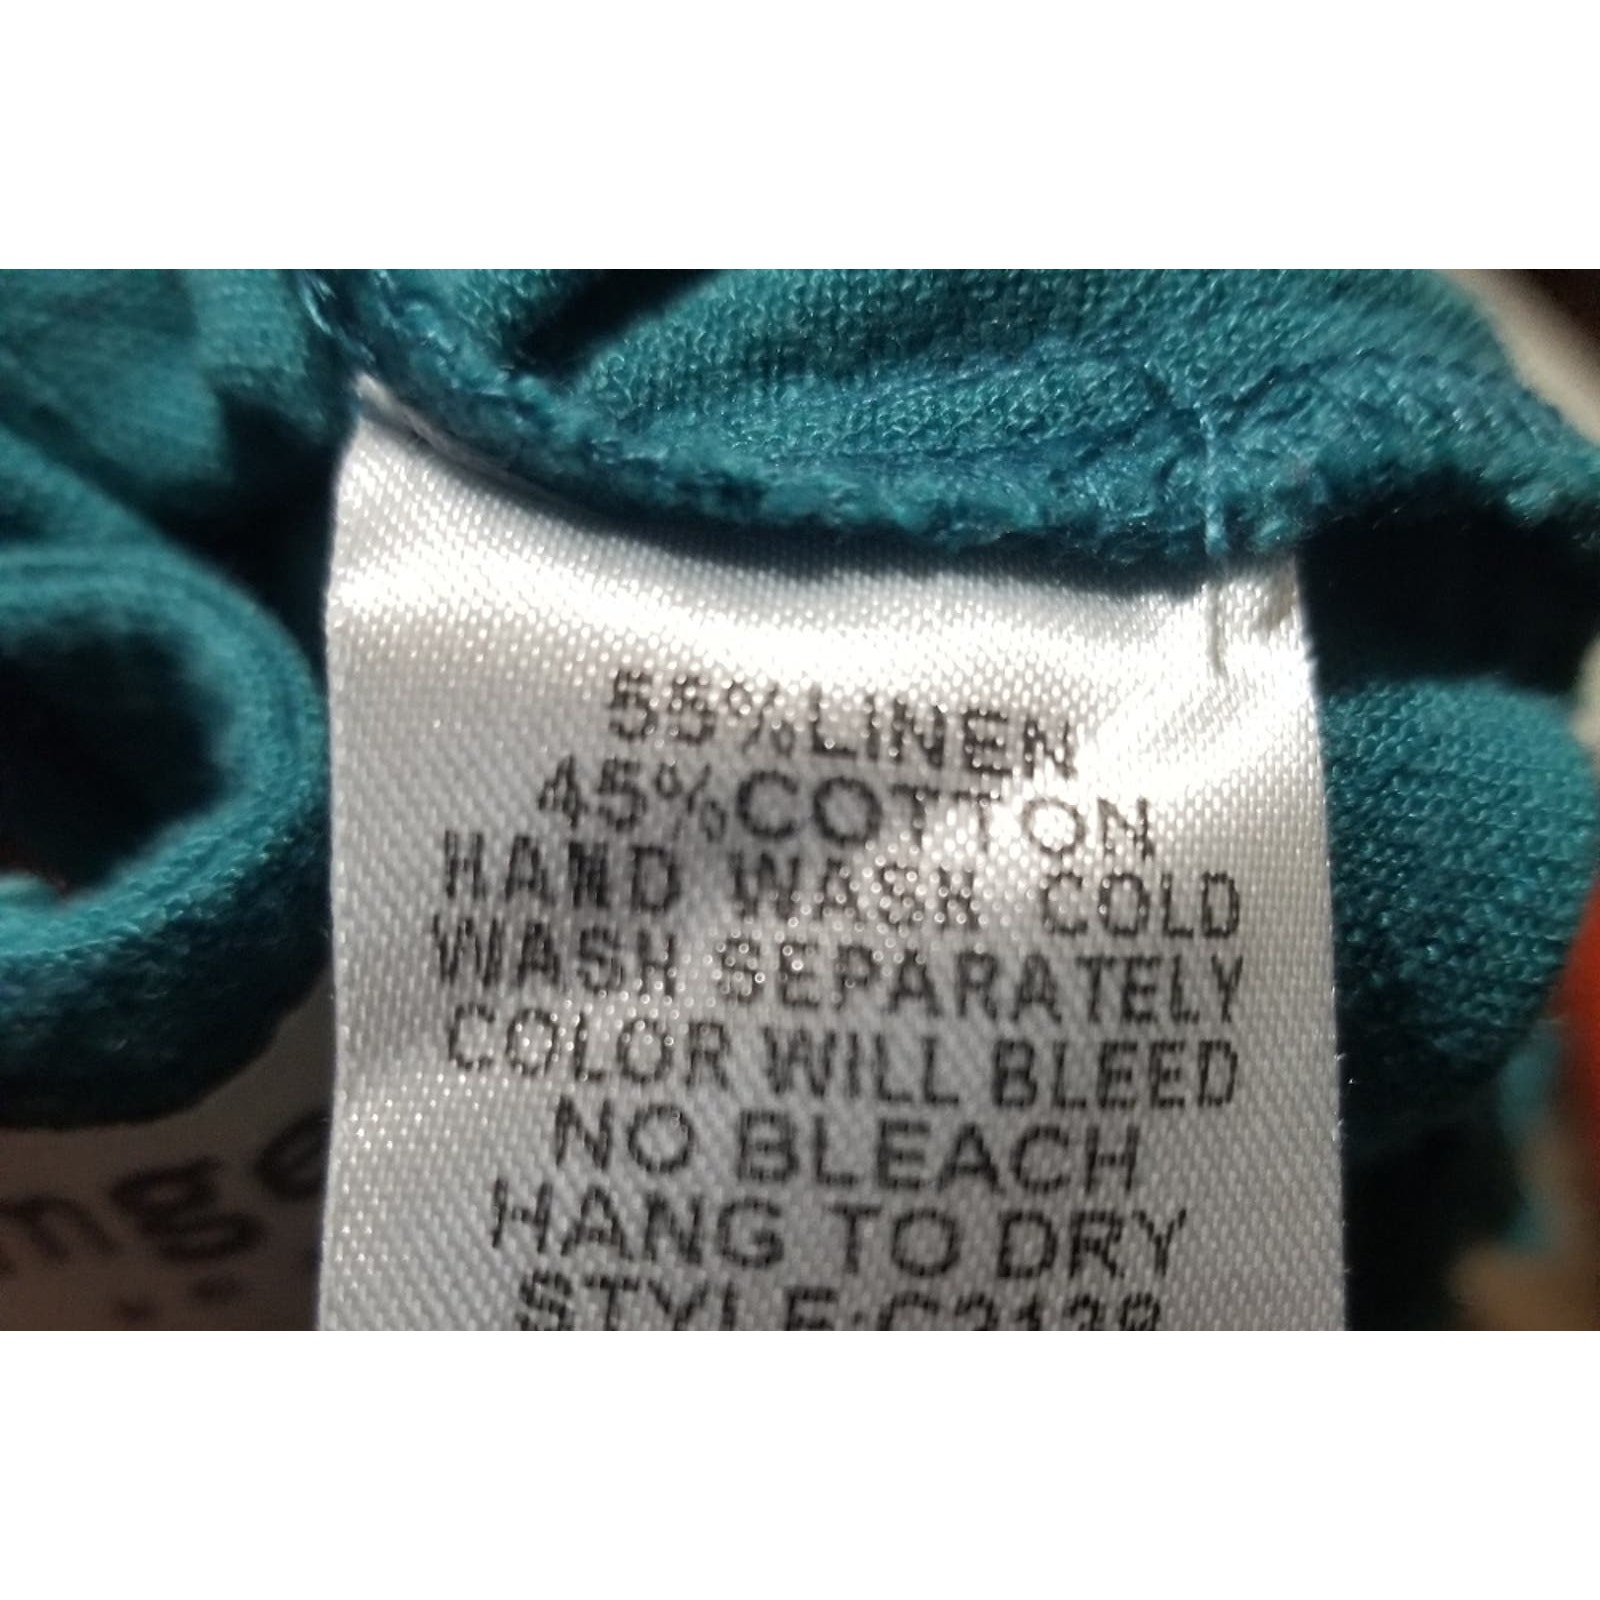 55%LINEN
45%COTTON
HAND WASH COLD
WASH SEPARATELY
COLOR WILL BLEED
NO BLEACH
HANG TO DRY